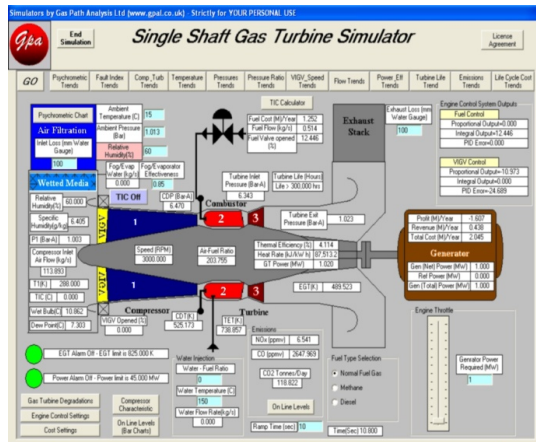 Simulators by Gas Path Analysis Ltd (www.gpal.co.uk) - Strictly for YOUR PERSONAL USE
Gpa
End Simulation
Single Shaft Gas Turbine Simulator
License Agreement
GO
Psychrometric Trends
Fault Index Trends
Comp_Turb Trends
Temperature Trends
Pressures Trends
Pressure Ratio Trends
VIGV_Speed Trends
Flow Trends
Power_Eff Trends
Turbine Life Trends
Emissions Trends
Life Cycle Cost Trends
Psychrometric Chart
Air Filtration
Inlet Loss (mm Water Gauge)
100
Ambient Temperature (C) 15
Ambient Pressure (Bar) 1.013
Relative Humidity(%) 60
Wetted Media
Fog/Evap Water (kg/s)
0.000
Fog/Evaporator Effectiveness
0.85
TIC Off
CDP (Bar-A)
6.470
TIC Calculator
Fuel Cost (M)/Year 1.252
Fuel Flow (kg/s) 0.514
Fuel Valve opened (%) 12.446
Turbine Inlet Pressure (Bar-A)
6.343
Turbine Life (Hours)
Life > 300,000 hrs
Exhaust Stack
Exhaust Loss (mm Water Gauge)
100
Engine Control System Outputs
Fuel Control
Proportional Output=0.000
Integral Output=12.446
PID Error=0.000
VIGV Control
Proportional Output=-10.973
Integral Output=0.000
PID Error=-24.689
Relative Humidity(%) 60.000
Specific Humidity(g/kg) 6.405
P1 (Bar-A) 1.003
Compressor Inlet Air Flow (kg/s)
113.893
T1(K) 288.000
TIC (C) 0.000
Wet Bulb(C) 10.862
Dew Point(C) 7.303
VIGV
1
Speed (RPM)
3000.000
Combustor
2
3
Air-Fuel Ratio
203.755
Turbine Exit Pressure (Bar-A)
1.023
Thermal Efficiency (%) 4.114
Heat Rate (kJ/kW h) 87,513.2
GT Power (MW) 1.020
VIGV
1
2
3
EGT(K) 489.523
Profit (M)/Year -1.607
Revenue (M)/Year 0.438
Total Cost (M)/Year 2.045
Generator
Gen (Net) Power (MW) 1.000
Ref Power (MW) 0.000
Gen (Total) Power (MW) 1.000
VIGV Opened (%)
0.000
Compressor
CDT(K)
525.173
TET(K)
738.857
Turbine
EGT Alarm Off - EGT limit is 825.000 K
Power Alarm Off - Power limit is 45.000 MW
Water Injection
Water - Fuel Ratio
0
Water Temperature (C)
150
Water Flow Rate(kg/s)
0.000
Emissions
NOx (ppmv) 6.541
CO (ppmv) 2647.969
CO2 Tonnes/Day
118.822
On Line Levels
Ramp Time (sec) 10
Fuel Type Selection
Normal Fuel Gas
Methane
Diesel
Time(Sec) 10.000
Engine Throttle
Generator Power Required (MW)
1
Gas Turbine Degradations
Engine Control Settings
Cost Settings
Compressor Characteristic
On Line Levels (Bar Charts)